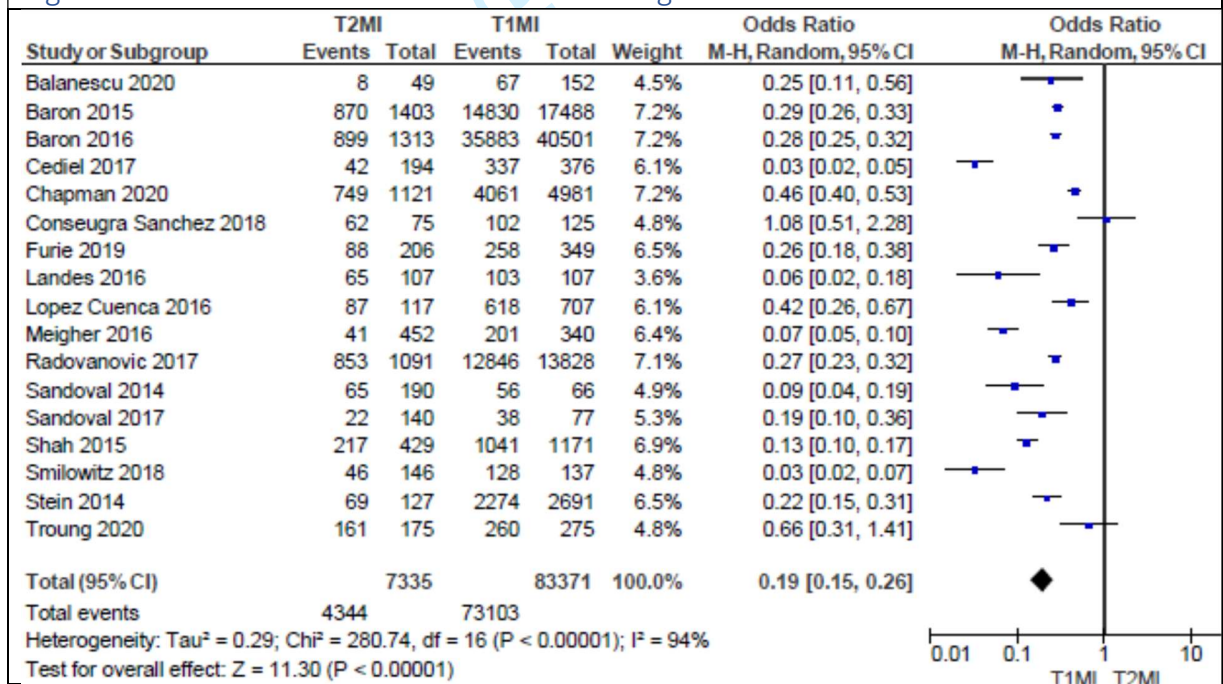 T2MI T1MI Odds Ratio Odds Ratio
Study or Subgroup Events Total Events Total Weight M-H, Random, 95% CI M-H, Random, 95% CI
Balanescu 2020 8 49 67 152 4.5% 0.25 [0.11, 0.56]
Baron 2015 870 1403 14830 17488 7.2% 0.29 [0.26, 0.33]
Baron 2016 899 1313 35883 40501 7.2% 0.28 [0.25, 0.32]
Cediel 2017 42 194 337 376 6.1% 0.03 [0.02, 0.05]
Chapman 2020 749 1121 4061 4981 7.2% 0.46 [0.40, 0.53]
Conseugra Sanchez 2018 62 75 102 125 4.8% 1.08 [0.51, 2.28]
Furie 2019 88 206 258 349 6.4% 0.26 [0.18, 0.38]
Landes 2016 65 107 103 107 3.6% 0.06 [0.02, 0.18]
Lopez Cuenca 2016 87 117 618 707 6.1% 0.42 [0.26, 0.67]
Meigher 2016 41 452 201 340 6.4% 0.07 [0.05, 0.10]
Radovanovic 2017 853 1091 12846 13828 7.1% 0.27 [0.23, 0.32]
Sandoval 2014 65 190 56 66 4.9% 0.09 [0.04, 0.19]
Sandoval 2017 22 140 38 77 5.3% 0.19 [0.10, 0.36]
Shah 2015 217 429 1041 1171 6.9% 0.13 [0.10, 0.17]
Smilowitz 2018 46 146 128 137 4.8% 0.03 [0.02, 0.07]
Stein 2014 69 127 2274 2691 6.5% 0.22 [0.15, 0.31]
Troung 2020 161 175 260 275 4.8% 0.66 [0.31, 1.41]
Total (95% CI) 7335 83371 100.0% 0.19 [0.15, 0.26]
Total events 4344 73103
Heterogeneity: Tau² = 0.29; Chi² = 280.74, df = 16 (P < 0.00001); I² = 94%
Test for overall effect: Z = 11.30 (P < 0.00001)
0.01 0.1 1 10
T1MI T2MI